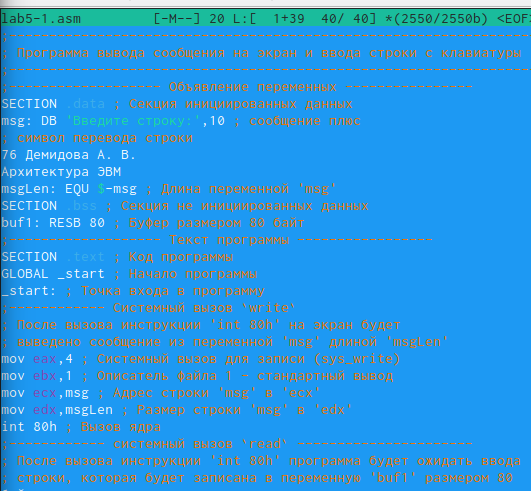 lab5-1.asm [-M--] 20 L:[ 1+39 40/ 40] *(2550/2550b) <EOF>
;-----------------------------------------------------------------
; Программа вывода сообщения на экран и ввода строки с клавиатуры
;-----------------------------------------------------------------
;------------------- Объявление переменных ----------------
SECTION .data ; Секция инициированных данных
msg: DB 'Введите строку:',10 ; сообщение плюс
; символ перевода строки
76 Демидова А. В.
Архитектура ЭВМ
msgLen: EQU $-msg ; Длина переменной 'msg'
SECTION .bss ; Секция не инициированных данных
buf1: RESB 80 ; Буфер размером 80 байт
;------------------- Текст программы -----------------
SECTION .text ; Код программы
GLOBAL _start ; Начало программы
_start: ; Точка входа в программу
;------------ Системный вызов `write`
; После вызова инструкции 'int 80h' на экран будет
; выведено сообщение из переменной 'msg' длиной 'msgLen'
mov eax,4 ; Системный вызов для записи (sys_write)
mov ebx,1 ; Описатель файла 1 - стандартный вывод
mov ecx,msg ; Адрес строки 'msg' в 'ecx'
mov edx,msgLen ; Размер строки 'msg' в 'edx'
int 80h ; Вызов ядра
;------------ системный вызов `read` ----------------------
; После вызова инструкции 'int 80h' программа будет ожидать ввода
; строки, которая будет записана в переменную 'buf1' размером 80